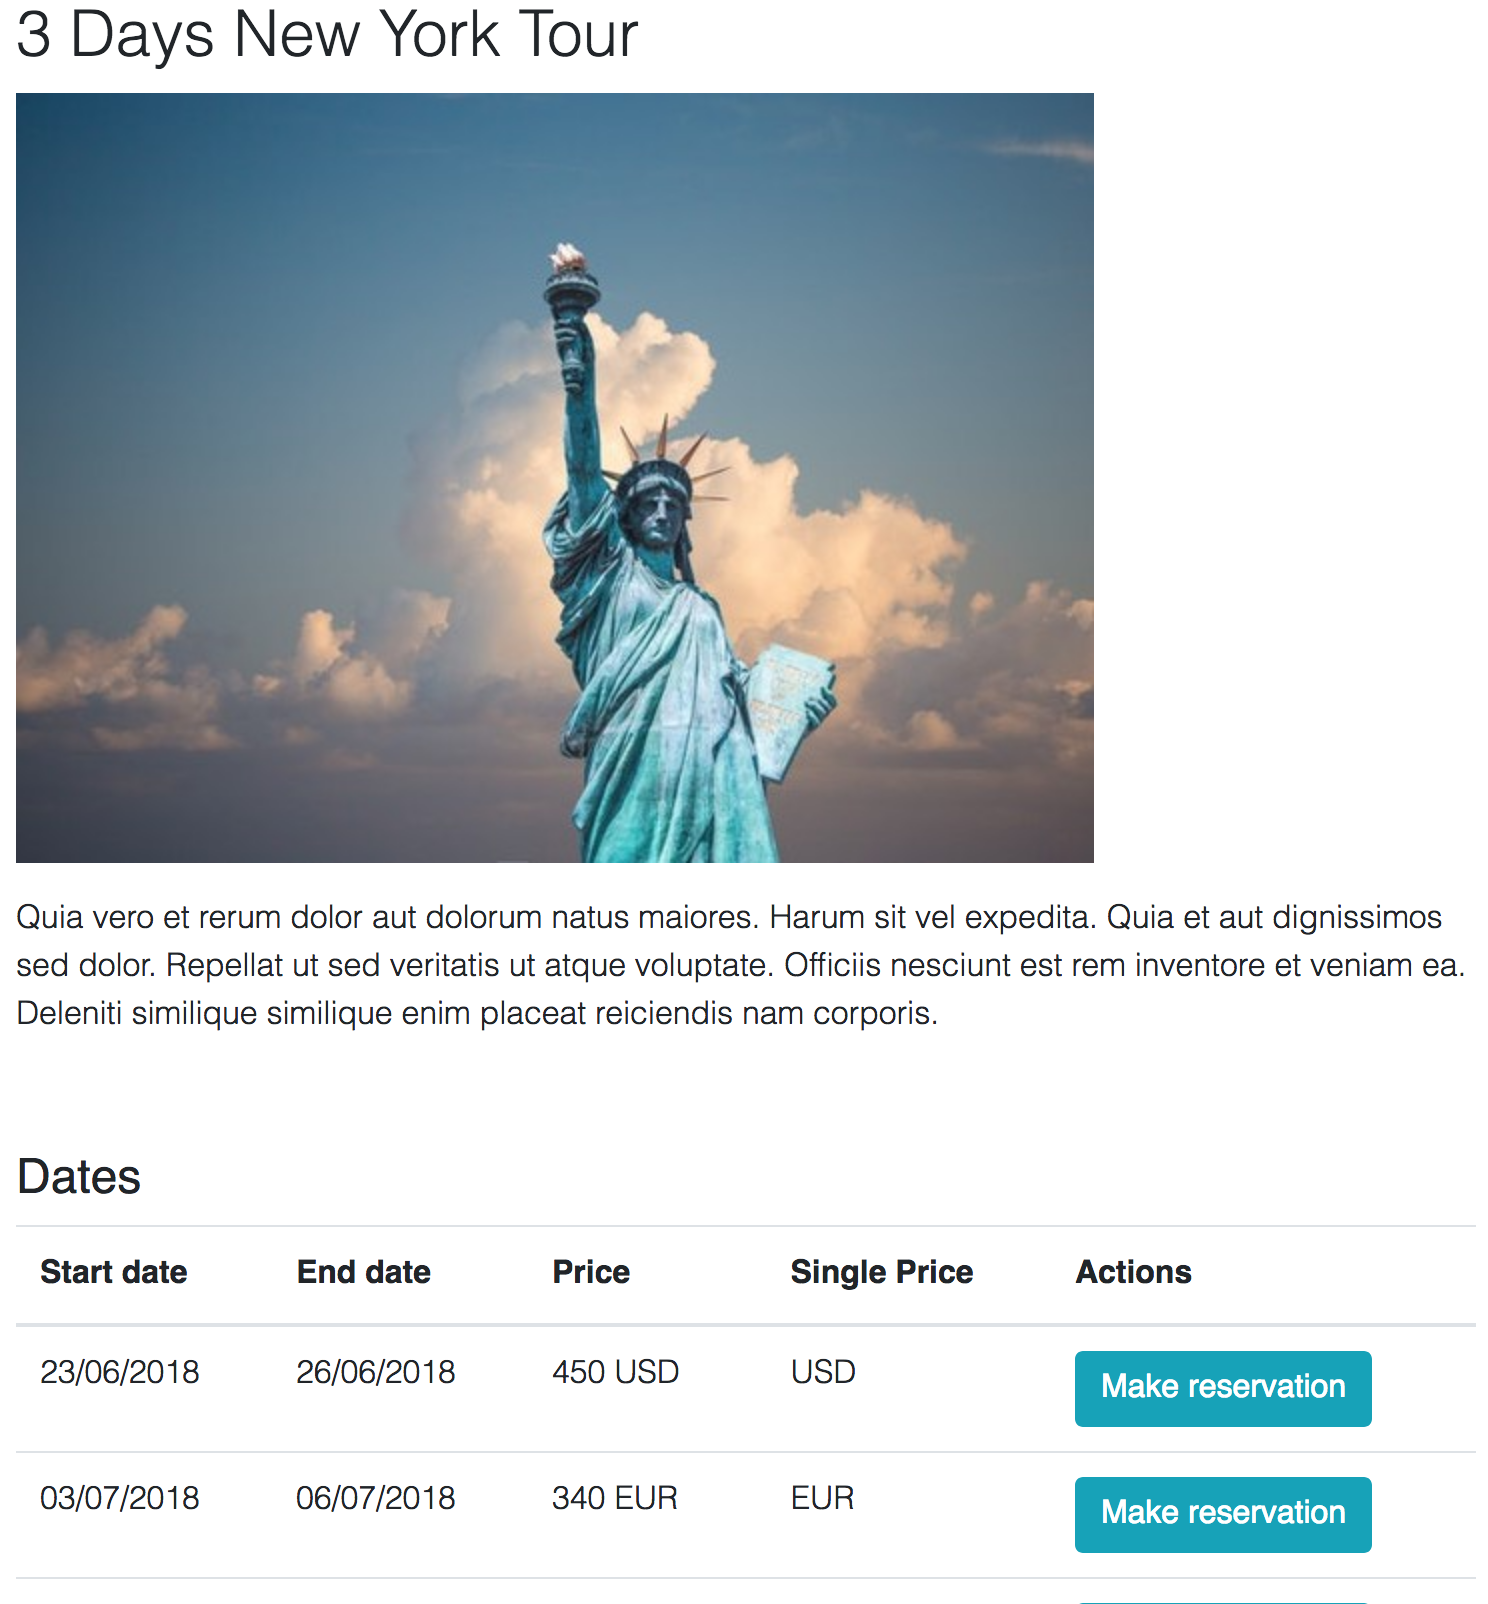 3 Days New York Tour
Quia vero et rerum dolor aut dolorum natus maiores. Harum sit vel expedita. Quia et aut dignissimos
sed dolor. Repellat ut sed veritatis ut atque voluptate. Officiis nesciunt est rem inventore et veniam ea.
Deleniti similique similique enim placeat reiciendis nam corporis.
Dates
Start date End date Price Single Price Actions
23/06/2018 26/06/2018 450 USD USD Make reservation
03/07/2018 06/07/2018 340 EUR EUR Make reservation